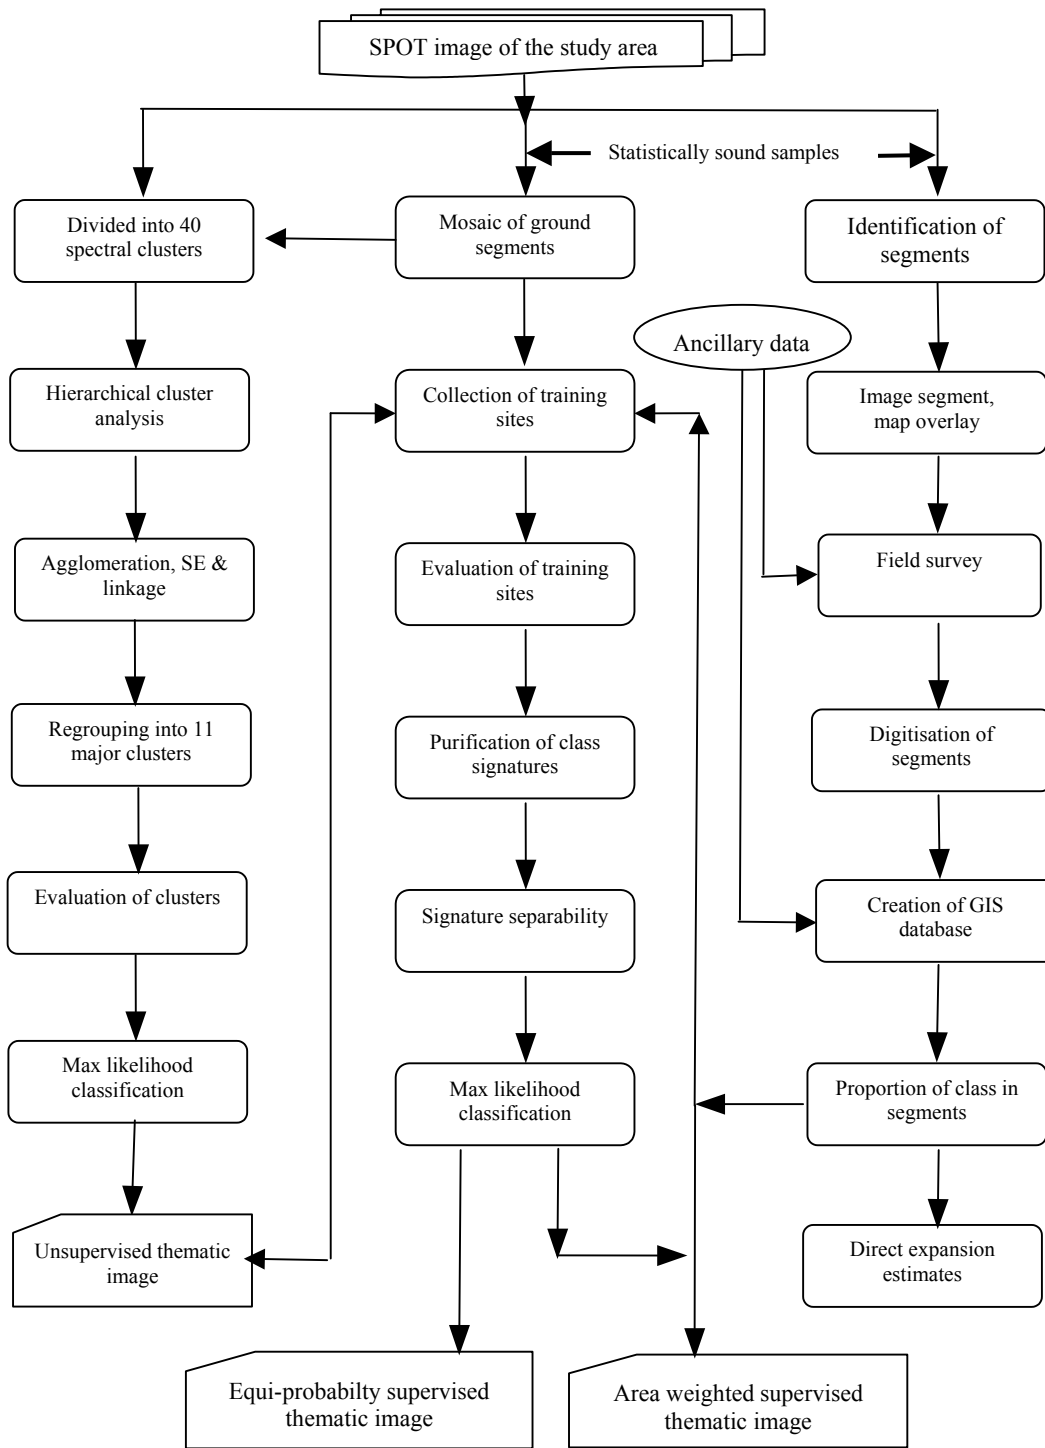 SPOT image of the study area
Statistically sound samples
Divided into 40
spectral clusters
Mosaic of ground
segments
Identification of
segments
Ancillary data
Hierarchical cluster
analysis
Collection of training
sites
Image segment,
map overlay
Agglomeration, SE &
linkage
Evaluation of training
sites
Field survey
Regrouping into 11
major clusters
Purification of class
signatures
Digitisation of
segments
Evaluation of clusters
Signature separability
Creation of GIS
database
Max likelihood
classification
Max likelihood
classification
Proportion of class in
segments
Unsupervised thematic
image
Direct expansion
estimates
Equi-probabilty supervised
thematic image
Area weighted supervised
thematic image